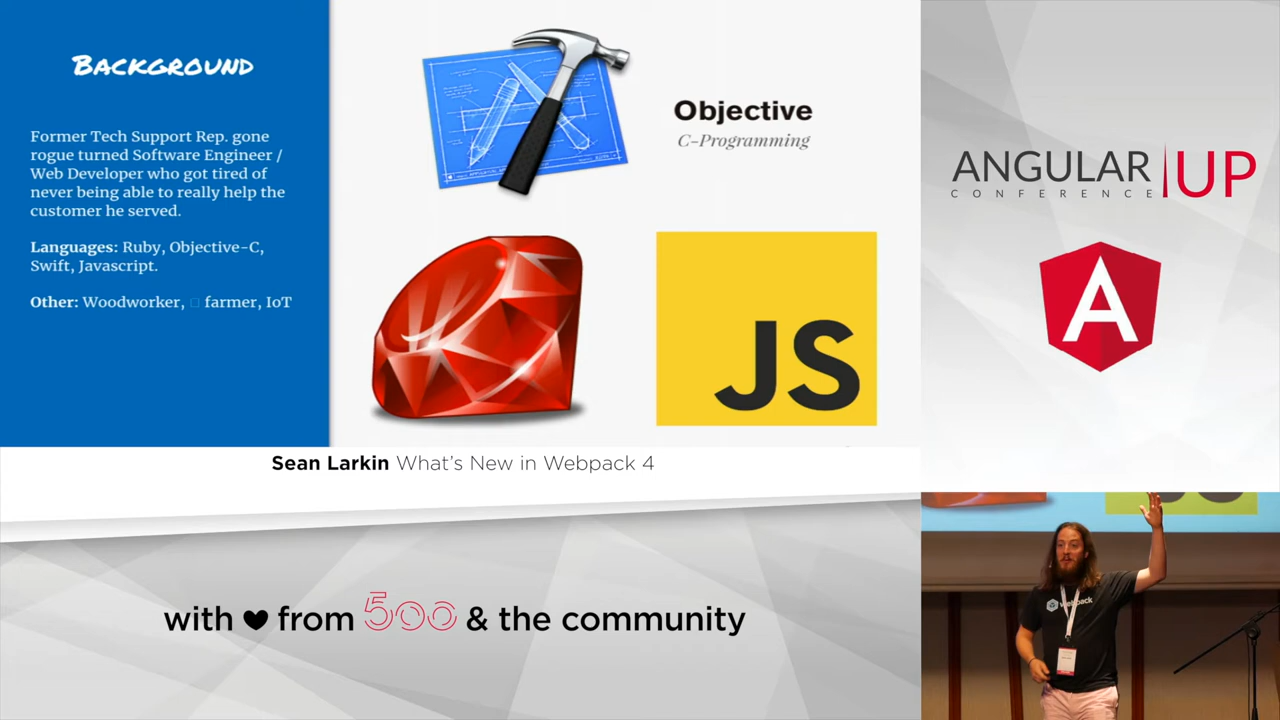 BACKGROUND
Former Tech Support Rep. gone
rogue turned Software Engineer /
Web Developer who got tired of
never being able to really help the
customer he served.
Languages: Ruby, Objective-C,
Swift, Javascript.
Other: Woodworker, farmer, IoT
Objective
C-Programming
JS
Sean Larkin What's New in Webpack 4
with ♥ from 500 & the community
ANGULAR UP
CONFERENCE
A
webpack